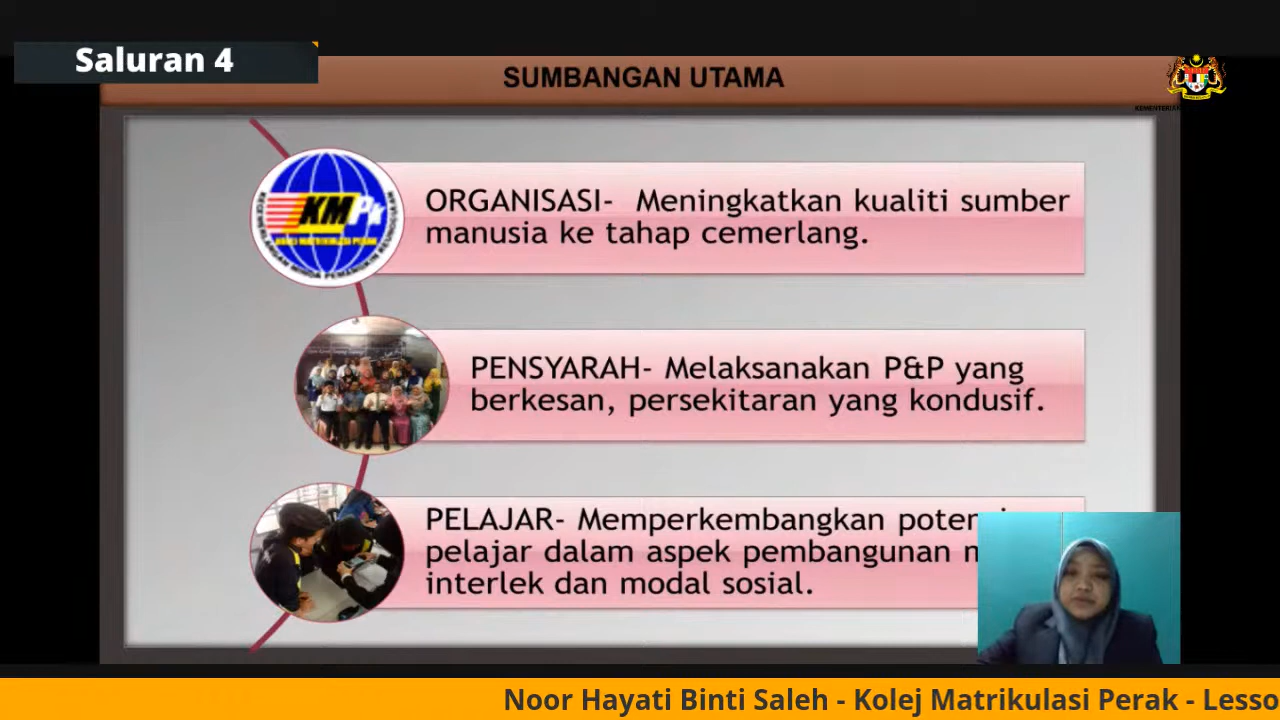 Saluran 4
SUMBANGAN UTAMA
KMPk
ORGANISASI- Meningkatkan kualiti sumber
manusia ke tahap cemerlang.
PENSYARAH- Melaksanakan P&P yang
berkesan, persekitaran yang kondusif.
PELAJAR- Memperkembangkan
pelajar dalam aspek pembangunan
interlek dan modal sosial.
Noor Hayati Binti Saleh - Kolej Matrikulasi Perak - Lesso